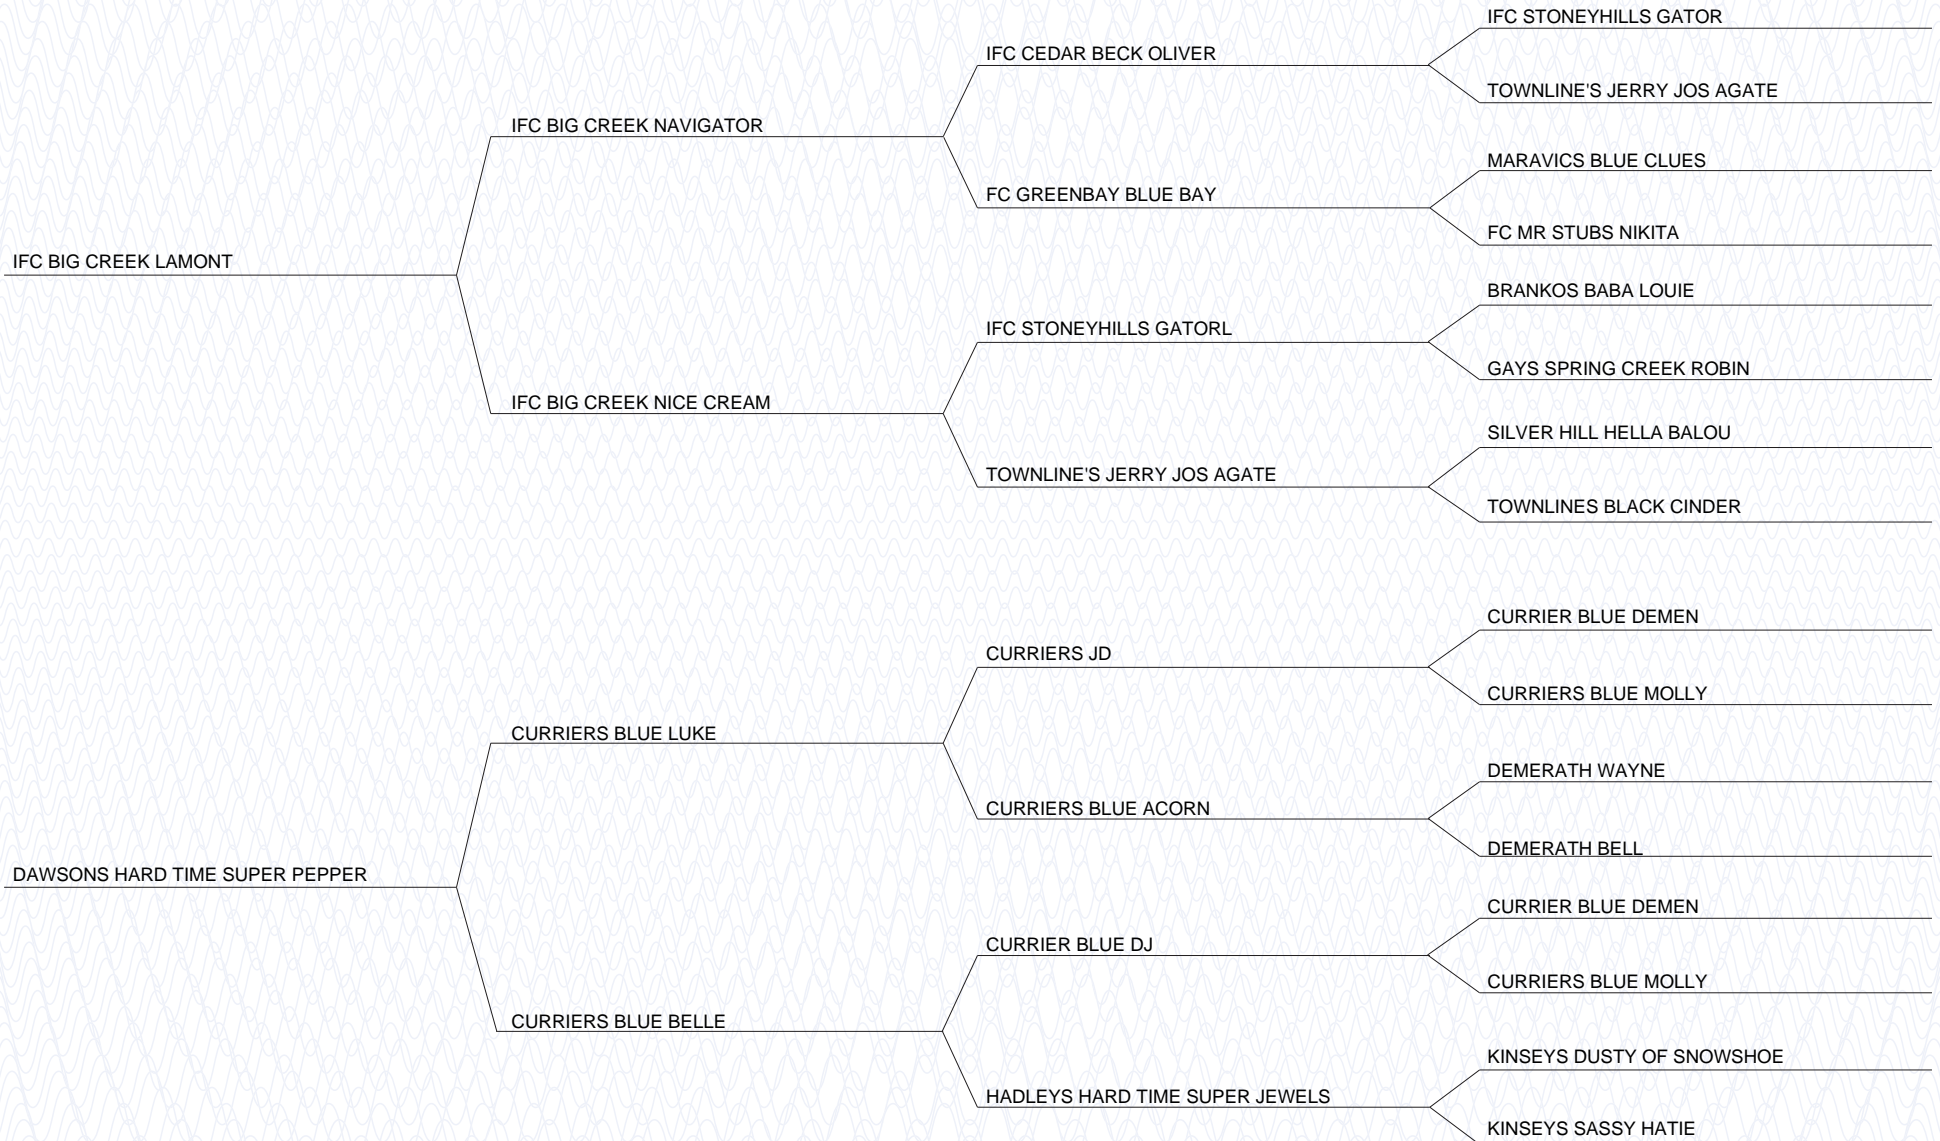 IFC STONEYHILLS GATOR
IFC CEDAR BECK OLIVER
TOWNLINE'S JERRY JOS AGATE
IFC BIG CREEK NAVIGATOR
MARAVICS BLUE CLUES
FC GREENBAY BLUE BAY
FC MR STUBS NIKITA
IFC BIG CREEK LAMONT
BRANKOS BABA LOUIE
IFC STONEYHILLS GATORL
GAYS SPRING CREEK ROBIN
IFC BIG CREEK NICE CREAM
SILVER HILL HELLA BALOU
TOWNLINE'S JERRY JOS AGATE
TOWNLINES BLACK CINDER
CURRIER BLUE DEMEN
CURRIERS JD
CURRIERS BLUE MOLLY
CURRIERS BLUE LUKE
DEMERATH WAYNE
CURRIERS BLUE ACORN
DEMERATH BELL
DAWSONS HARD TIME SUPER PEPPER
CURRIER BLUE DEMEN
CURRIER BLUE DJ
CURRIERS BLUE MOLLY
CURRIERS BLUE BELLE
KINSEYS DUSTY OF SNOWSHOE
HADLEYS HARD TIME SUPER JEWELS
KINSEYS SASSY HATIE